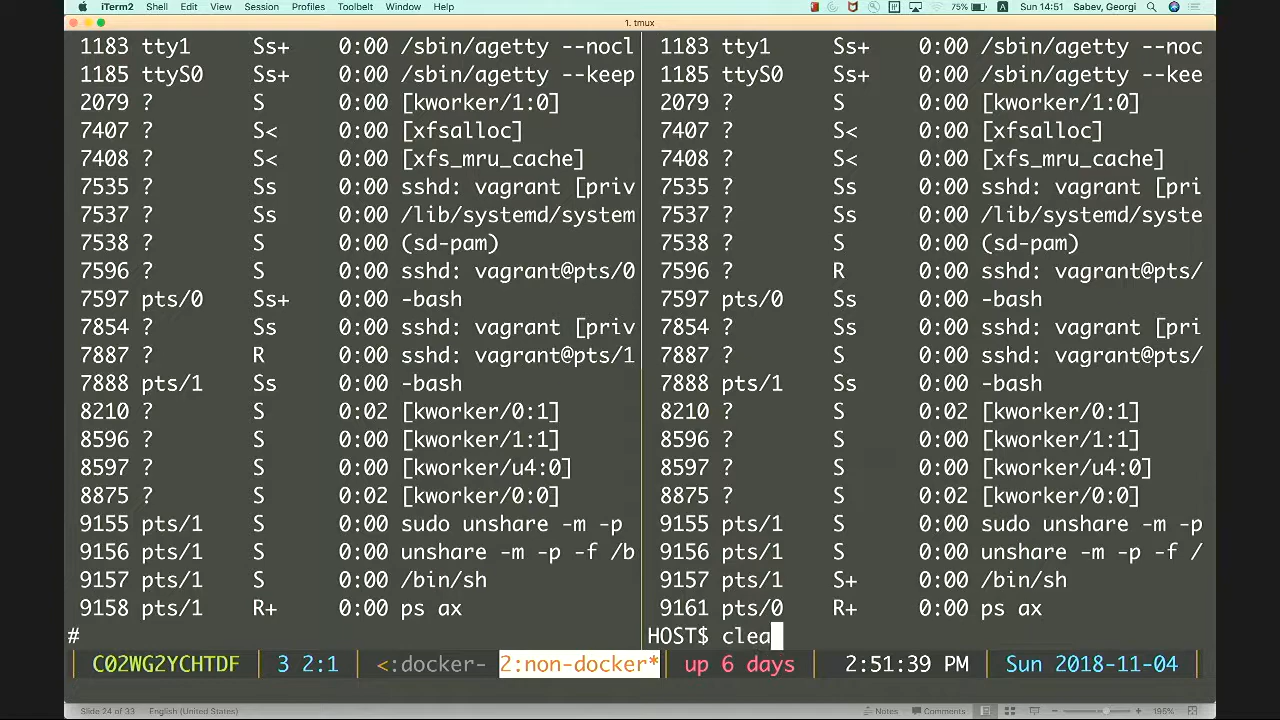 iTerm2 Shell Edit View Session Profiles Toolbelt Window Help 75% A Sun 14:51 Sabev, Georgi
1. tmux
1183 tty1 Ss+ 0:00 /sbin/agetty --nocl
1185 ttyS0 Ss+ 0:00 /sbin/agetty --keep
2079 ? S 0:00 [kworker/1:0]
7407 ? S< 0:00 [xfsalloc]
7408 ? S< 0:00 [xfs_mru_cache]
7535 ? Ss 0:00 sshd: vagrant [priv
7537 ? Ss 0:00 /lib/systemd/system
7538 ? S 0:00 (sd-pam)
7596 ? S 0:00 sshd: vagrant@pts/0
7597 pts/0 Ss+ 0:00 -bash
7854 ? Ss 0:00 sshd: vagrant [priv
7887 ? R 0:00 sshd: vagrant@pts/1
7888 pts/1 Ss 0:00 -bash
8210 ? S 0:02 [kworker/0:1]
8596 ? S 0:00 [kworker/1:1]
8597 ? S 0:00 [kworker/u4:0]
8875 ? S 0:02 [kworker/0:0]
9155 pts/1 S 0:00 sudo unshare -m -p
9156 pts/1 S 0:00 unshare -m -p -f /b
9157 pts/1 S 0:00 /bin/sh
9158 pts/1 R+ 0:00 ps ax
#
1183 tty1 Ss+ 0:00 /sbin/agetty --noc
1185 ttyS0 Ss+ 0:00 /sbin/agetty --kee
2079 ? S 0:00 [kworker/1:0]
7407 ? S< 0:00 [xfsalloc]
7408 ? S< 0:00 [xfs_mru_cache]
7535 ? Ss 0:00 sshd: vagrant [pri
7537 ? Ss 0:00 /lib/systemd/syste
7538 ? S 0:00 (sd-pam)
7596 ? R 0:00 sshd: vagrant@pts/
7597 pts/0 Ss 0:00 -bash
7854 ? Ss 0:00 sshd: vagrant [pri
7887 ? S 0:00 sshd: vagrant@pts/
7888 pts/1 Ss 0:00 -bash
8210 ? S 0:02 [kworker/0:1]
8596 ? S 0:00 [kworker/1:1]
8597 ? S 0:00 [kworker/u4:0]
8875 ? S 0:02 [kworker/0:0]
9155 pts/1 S 0:00 sudo unshare -m -p
9156 pts/1 S 0:00 unshare -m -p -f /
9157 pts/1 S+ 0:00 /bin/sh
9161 pts/0 R+ 0:00 ps ax
HOST$ clea
C02WG2YCHTDF 3 2:1 <:docker- 2:non-docker* up 6 days 2:51:39 PM Sun 2018-11-04
Slide 24 of 33 English (United States) Notes Comments 195%